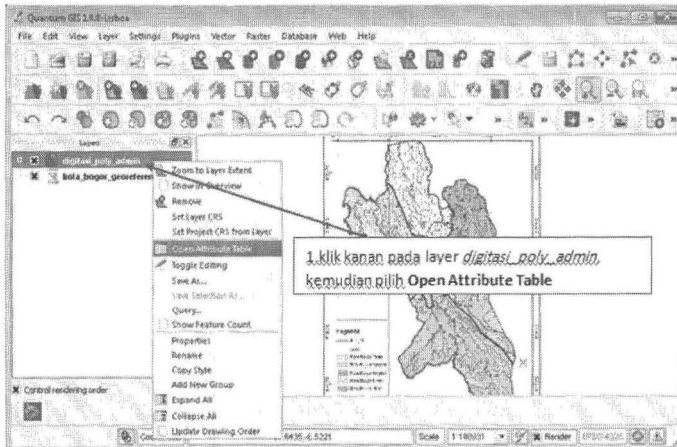 Quantum GIS 1.8.0-Lisboa
File Edit View Layer Settings Plugins Vector Raster Database Web Help
Layers
digitasi_poly_admin
kota_bogor_georeferen
Zoom to Layer Extent
Show in Overview
Remove
Set Layer CRS
Set Project CRS from Layer
Open Attribute Table
Toggle Editing
Save As...
Save Selection As...
Query...
Show Feature Count
Properties
Rename
Copy Style
Add New Group
Expand All
Collapse All
Update Drawing Order
1.klik kanan pada layer digitasi_poly_admin,
kemudian pilih Open Attribute Table
Control rendering order
Scale
Render